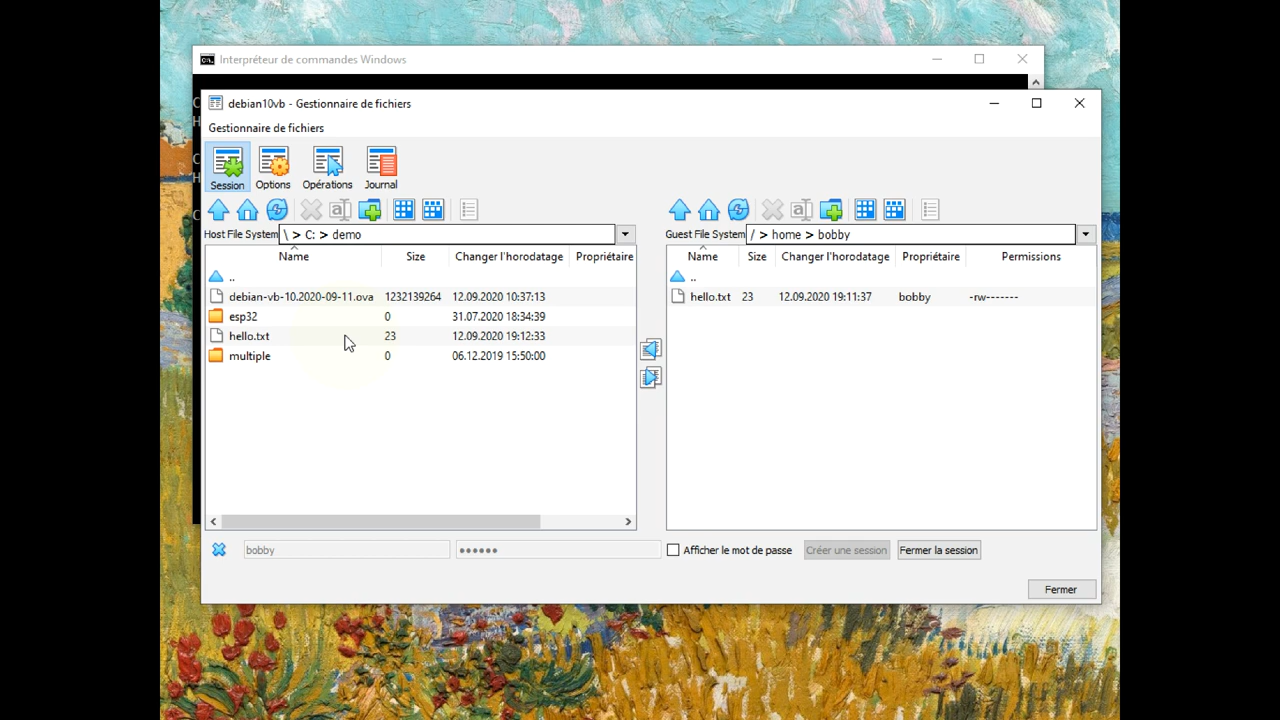 Interpréteur de commandes Windows
debian10vb - Gestionnaire de fichiers
Gestionnaire de fichiers
Session Options Opérations Journal
Host File System \ > C: > demo
Guest File System / > home > bobby
Name Size Changer l'horodatage Propriétaire
Name Size Changer l'horodatage Propriétaire Permissions
..
..
debian-vb-10.2020-09-11.ova 1232139264 12.09.2020 10:37:13
hello.txt 23 12.09.2020 19:11:37 bobby -rw-------
esp32 0 31.07.2020 18:34:39
hello.txt 23 12.09.2020 19:12:33
multiple 0 06.12.2019 15:50:00
bobby ●●●●●● Afficher le mot de passe Créer une session Fermer la session
Fermer